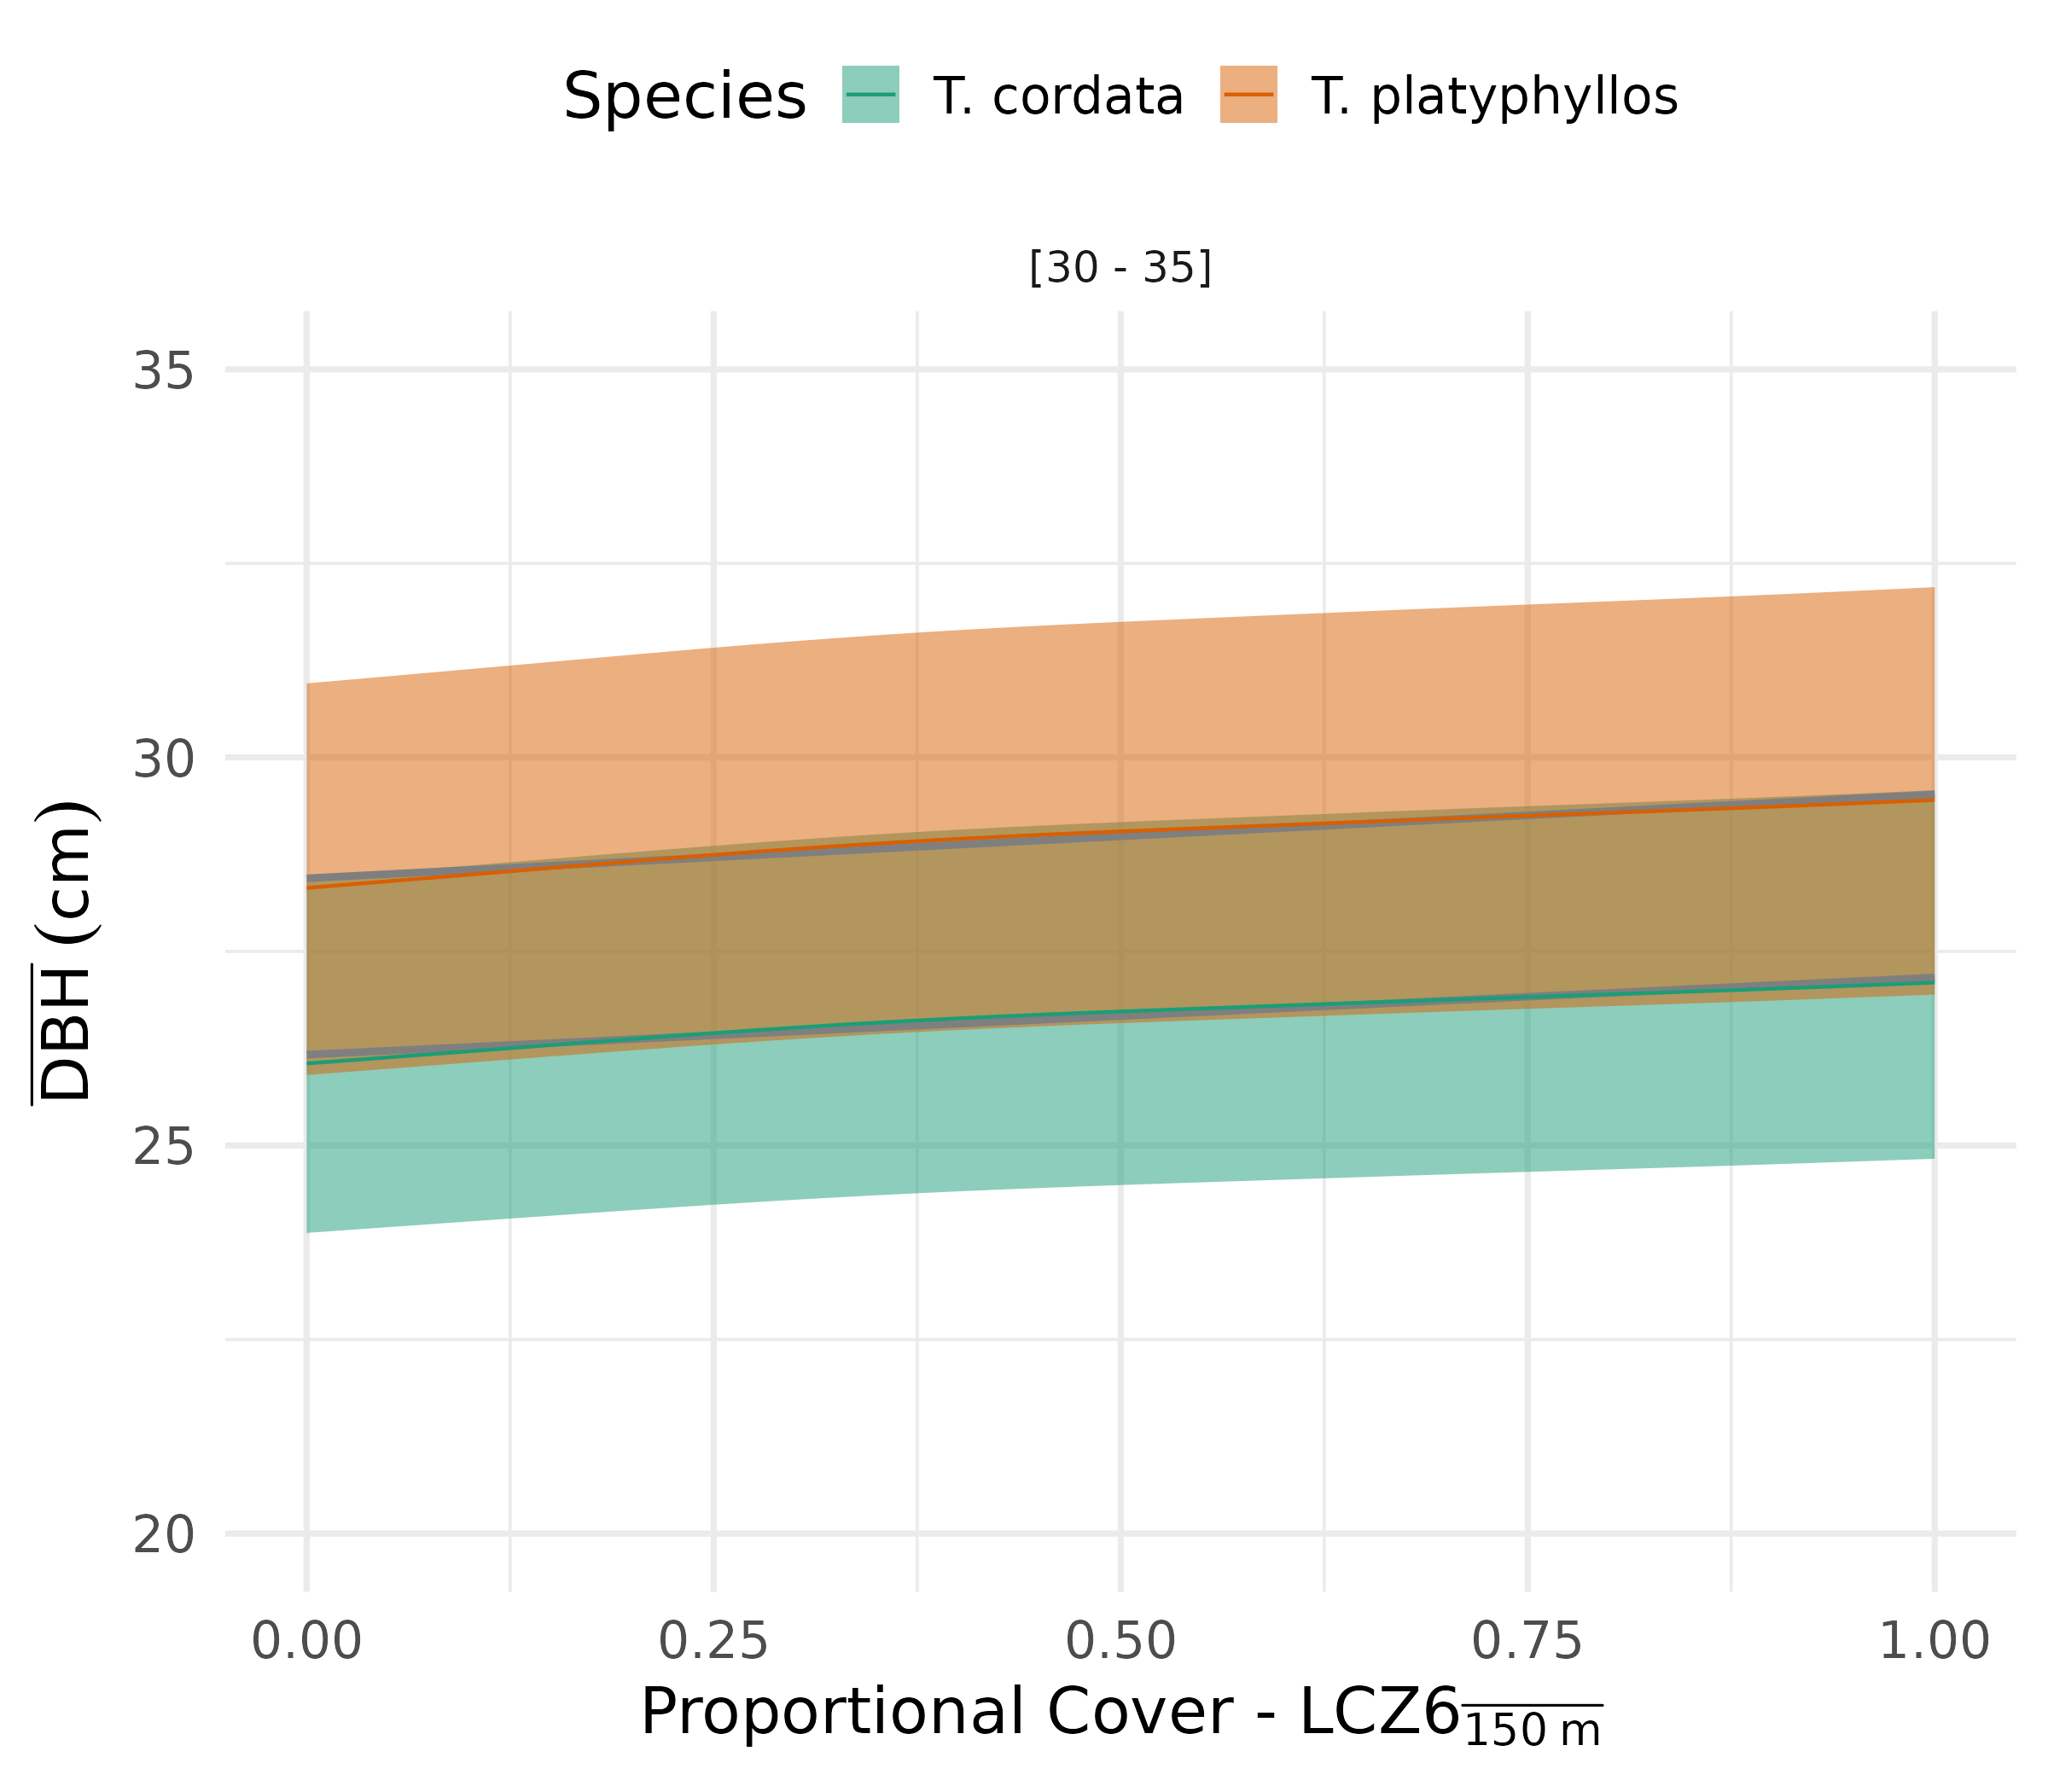 Species T. cordata T. platyphyllos
[30 - 35]
35
30
25
20
DBH (cm)
0.00 0.25 0.50 0.75 1.00
Proportional Cover - LCZ6 150 m